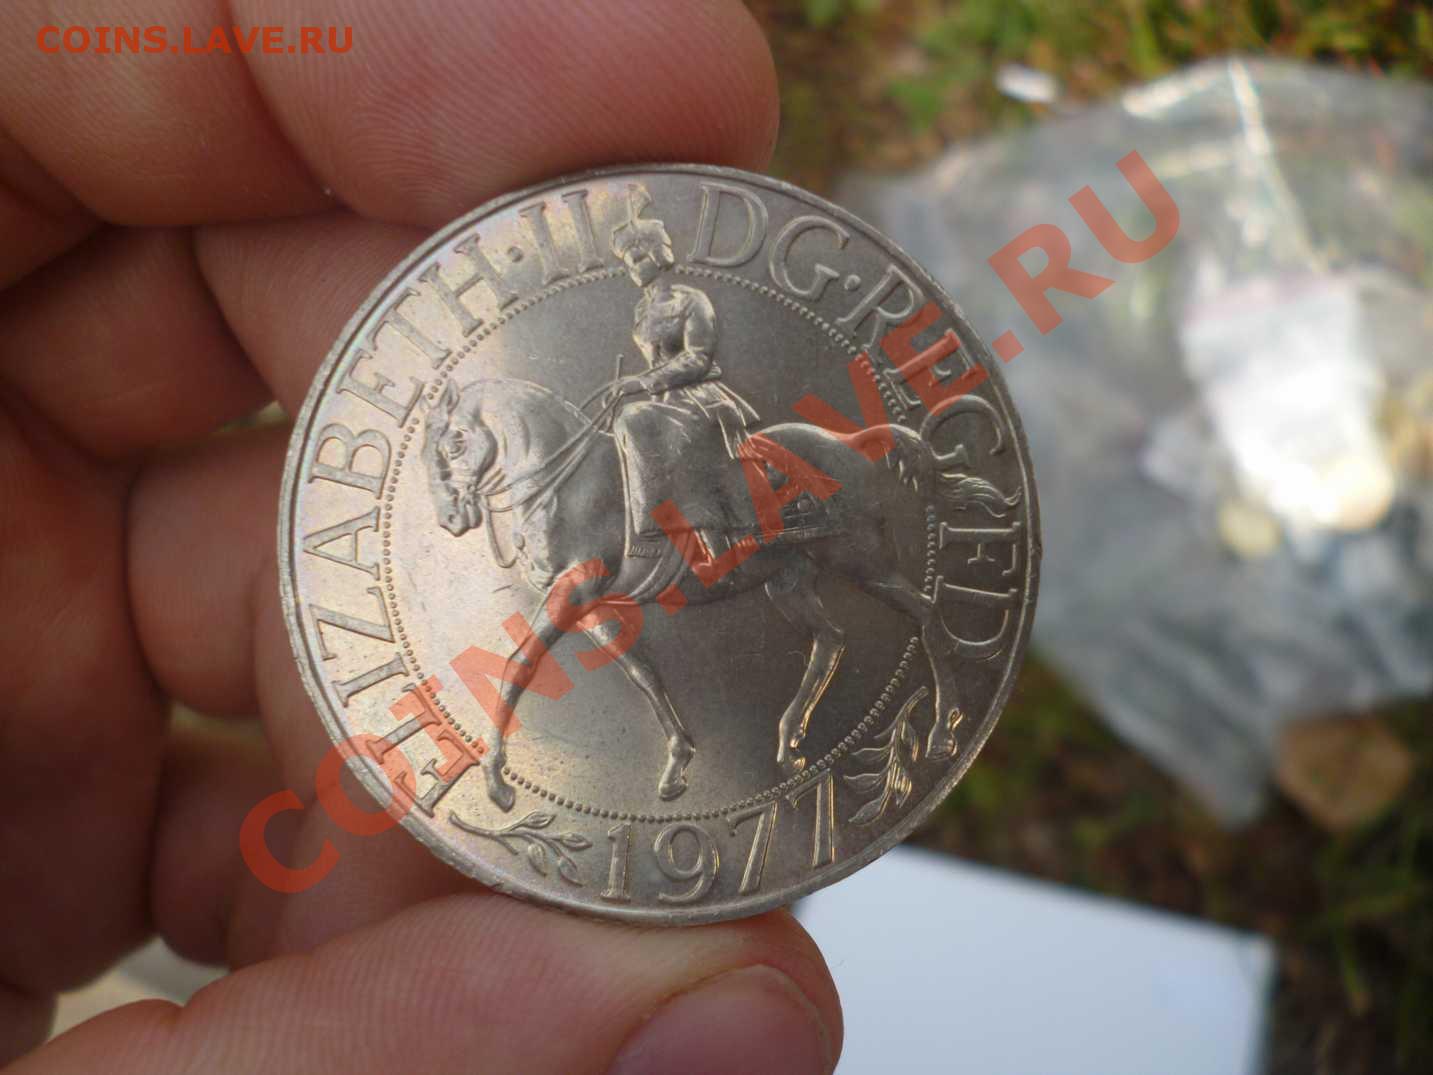 COINS.LAVE.RU
ELIZABETH·II DG·REG FD
1977
COINS.LAVE.RU